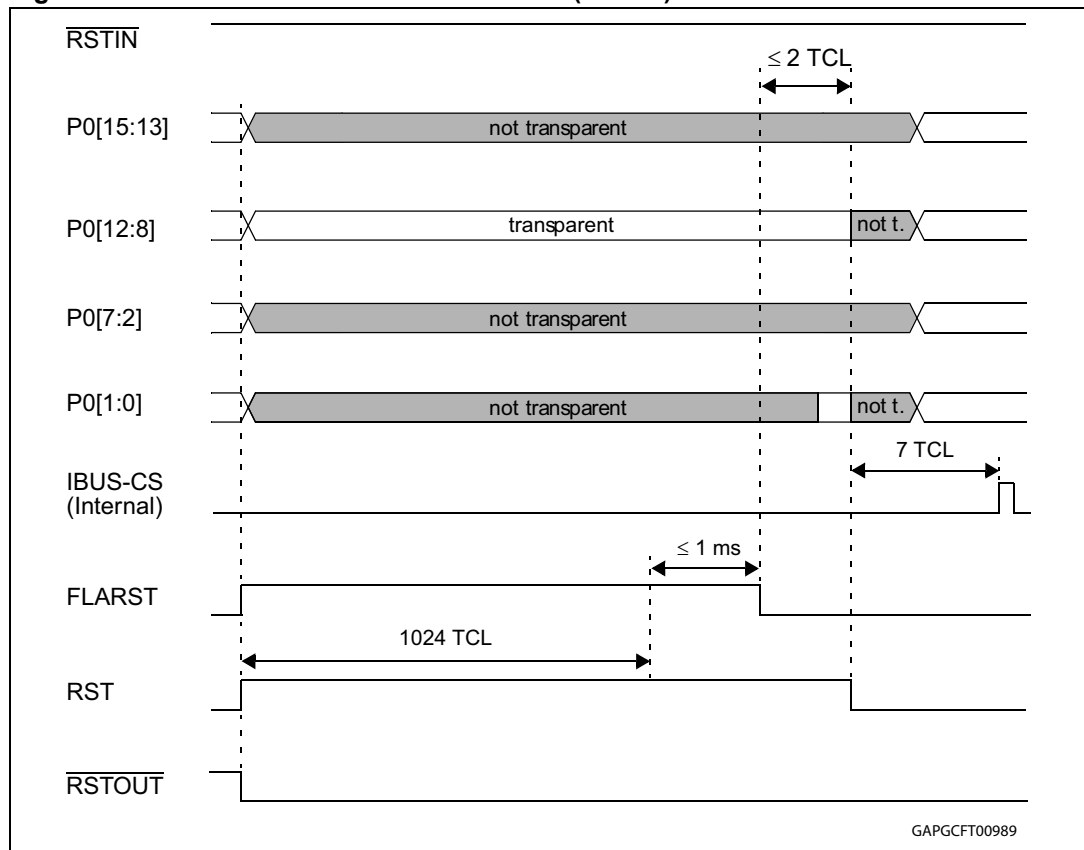 RSTIN
≤ 2 TCL
P0[15:13]
not transparent
P0[12:8]
transparent
not t.
P0[7:2]
not transparent
P0[1:0]
not transparent
not t.
7 TCL
IBUS-CS
(Internal)
≤ 1 ms
FLARST
1024 TCL
RST
RSTOUT
GAPGCFT00989